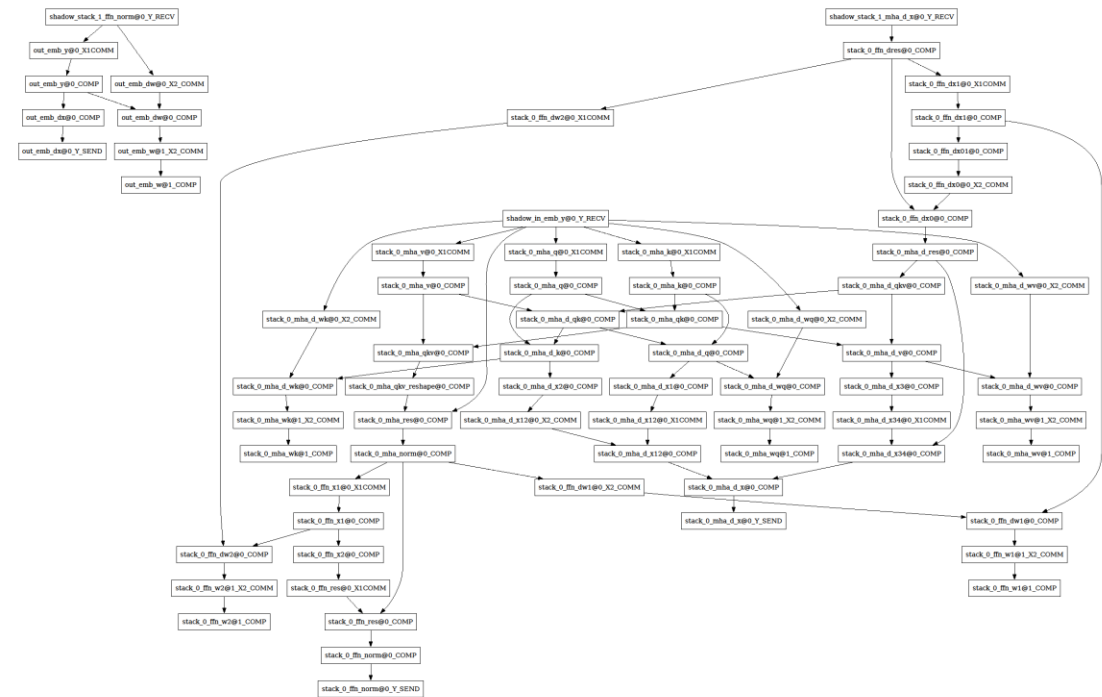 shadow_stack_1_ffn_norm@0_Y_RECV
shadow_stack_1_mha_d_x@0_Y_RECV
out_emb_y@0_X1COMM
stack_0_ffn_dres@0_COMP
out_emb_y@0_COMP
out_emb_dw@0_X2_COMM
stack_0_ffn_dx1@0_X1COMM
out_emb_dx@0_COMP
out_emb_dw@0_COMP
stack_0_ffn_dw2@0_X1COMM
stack_0_ffn_dx1@0_COMP
out_emb_dx@0_Y_SEND
out_emb_w@1_X2_COMM
stack_0_ffn_dx01@0_COMP
out_emb_w@1_COMP
stack_0_ffn_dx0@0_X2_COMM
shadow_in_emb_y@0_Y_RECV
stack_0_ffn_dx0@0_COMP
stack_0_mha_v@0_X1COMM
stack_0_mha_q@0_X1COMM
stack_0_mha_k@0_X1COMM
stack_0_mha_d_res@0_COMP
stack_0_mha_v@0_COMP
stack_0_mha_q@0_COMP
stack_0_mha_k@0_COMP
stack_0_mha_d_qkv@0_COMP
stack_0_mha_d_wv@0_X2_COMM
stack_0_mha_d_wk@0_X2_COMM
stack_0_mha_d_qk@0_COMP
stack_0_mha_qk@0_COMP
stack_0_mha_d_wq@0_X2_COMM
stack_0_mha_qkv@0_COMP
stack_0_mha_d_k@0_COMP
stack_0_mha_d_q@0_COMP
stack_0_mha_d_v@0_COMP
stack_0_mha_d_wk@0_COMP
stack_0_mha_qkv_reshape@0_COMP
stack_0_mha_d_x2@0_COMP
stack_0_mha_d_x1@0_COMP
stack_0_mha_d_wq@0_COMP
stack_0_mha_d_x3@0_COMP
stack_0_mha_d_wv@0_COMP
stack_0_mha_wk@1_X2_COMM
stack_0_mha_res@0_COMP
stack_0_mha_d_x12@0_X2_COMM
stack_0_mha_d_x12@0_X1COMM
stack_0_mha_wq@1_X2_COMM
stack_0_mha_d_x34@0_X1COMM
stack_0_mha_wv@1_X2_COMM
stack_0_mha_wk@1_COMP
stack_0_mha_norm@0_COMP
stack_0_mha_d_x12@0_COMP
stack_0_mha_wq@1_COMP
stack_0_mha_d_x34@0_COMP
stack_0_mha_wv@1_COMP
stack_0_ffn_x1@0_X1COMM
stack_0_ffn_dw1@0_X2_COMM
stack_0_mha_d_x@0_COMP
stack_0_ffn_x1@0_COMP
stack_0_mha_d_x@0_Y_SEND
stack_0_ffn_dw1@0_COMP
stack_0_ffn_dw2@0_COMP
stack_0_ffn_x2@0_COMP
stack_0_ffn_w1@1_X2_COMM
stack_0_ffn_w2@1_X2_COMM
stack_0_ffn_res@0_X1COMM
stack_0_ffn_w1@1_COMP
stack_0_ffn_w2@1_COMP
stack_0_ffn_res@0_COMP
stack_0_ffn_norm@0_COMP
stack_0_ffn_norm@0_Y_SEND